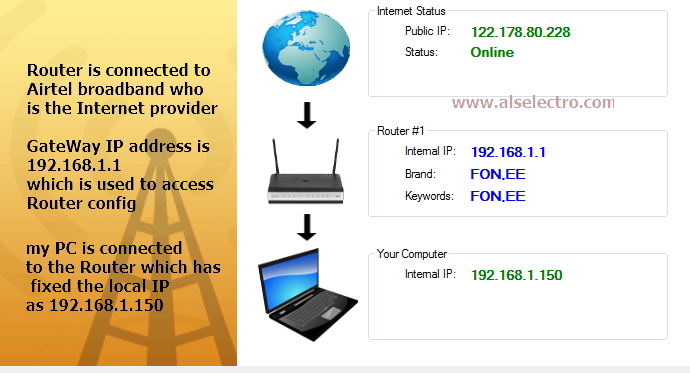 Router is connected to
Airtel broadband who
is the Internet provider
GateWay IP address is
192.168.1.1
which is used to access
Router config
my PC is connected
to the Router which has
fixed the local IP
as 192.168.1.150
Internet Status
Public IP: 122.178.80.228
Status: Online
www.alselectro.com
Router #1
Internal IP: 192.168.1.1
Brand: FON,EE
Keywords: FON,EE
Your Computer
Internal IP: 192.168.1.150